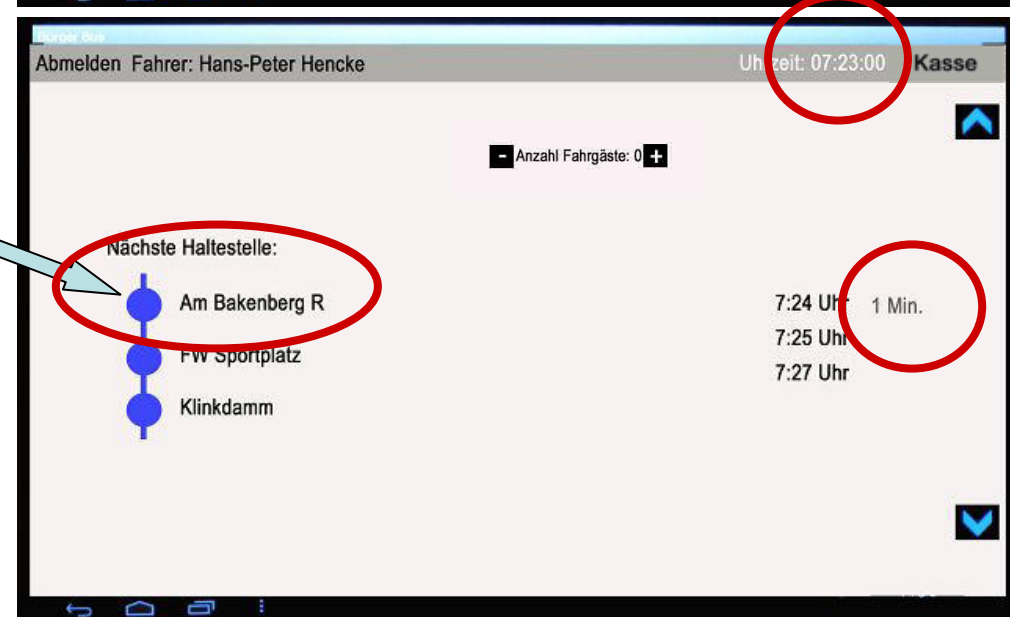 Bürger Bus
Abmelden Fahrer: Hans-Peter Hencke Uhrzeit: 07:23:00 Kasse
- Anzahl Fahrgäste: 0 +
Nächste Haltestelle:
Am Bakenberg R 7:24 Uhr 1 Min.
FW Sportplatz 7:25 Uhr
Klinkdamm 7:27 Uhr